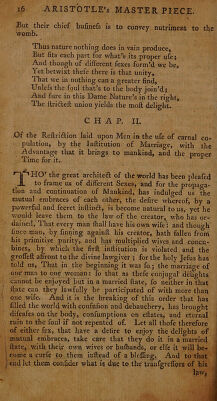 16 ARISTOTLE's MASTER PIECE.
But their chief buſineſs is to convey nutriment to the
womb.
Thus nature nothing does in vain produce,
But fits each part for what's its proper uſe;
And though of different ſexes form'd we be,
Yet betwixt theſe there is that unity,
That we in nothing can a greater find,
Unleſs the ſoul that's to the body join'd;
And ſure in this Dame Nature's in the right,
The ſtricteſt union yields the moſt delight.
CHAP. II.
Of the Reſtriction laid upon Men in the uſe of carnal co-
pulation, by the Inſtitution of Marriage, with the
Advantage that it brings to mankind, and the proper
Time for it.
THO' the great architect of the world has been pleaſed
to frame us of different Sexes, and for the propaga-
tion and continuation of Mankind, has indulged us the
mutual embraces of each other, the deſire whereof, by a
powerful and ſecret inſtinct, is become natural to us, yet he
would leave them to the law of the creator, who has or-
dained, That every man ſhall have his own wife: and though
ſince man, by ſinning againſt his creator, hath fallen from
his primitive purity, and has multiplied wives and concu-
bines, by which the firſt inſtitution is violated and the
groſſeſt affront to the divine lawgiver; for the holy Jeſus has
told us, That in the beginning it was ſo; the marriage of
one man to one woman: ſo that as theſe conjugal delights
cannot be enjoyed but in a married ſtate, ſo neither in that
ſtate can they lawfully be participated of with more than
one wife. And it is the breaking of this order that has
filled the world with confuſion and debauchery, has brought
diſeaſes on the body, conſumptions on eſtates, and eternal
ruin to the ſoul if not repented of. Let all thoſe therefore
of either ſex, that have a deſire to enjoy the delights of
mutual embraces, take care that they do it in a married
ſtate, with their own wives or huſbands, or elſe it will be-
come a curſe to them inſtead of a bleſſing. And to that
end let them conſider what is due to the tranſgreſſors of his
law,